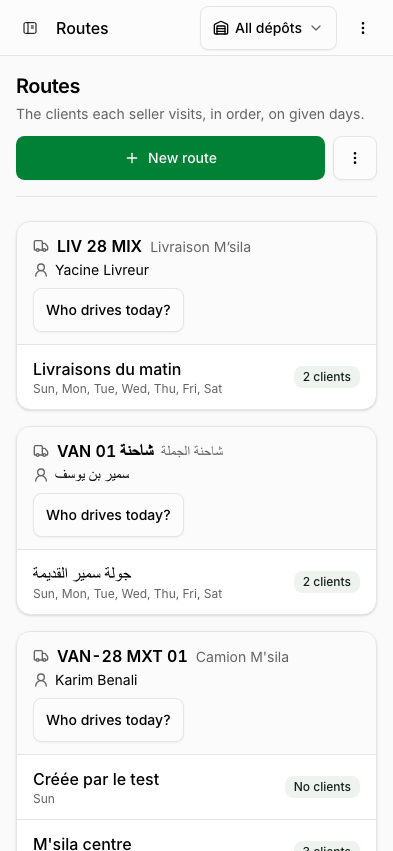 Routes
All dépôts
Routes
The clients each seller visits, in order, on given days.
New route
LIV 28 MIX Livraison M’sila
Yacine Livreur
Who drives today?
Livraisons du matin
2 clients
Sun, Mon, Tue, Wed, Thu, Fri, Sat
VAN 01 شاحنة شاحنة الجملة
سمير بن يوسف
Who drives today?
جولة سمير القديمة
2 clients
Sun, Mon, Tue, Wed, Thu, Fri, Sat
VAN-28 MXT 01 Camion M'sila
Karim Benali
Who drives today?
Créée par le test
No clients
Sun
M'sila centre
3 clients